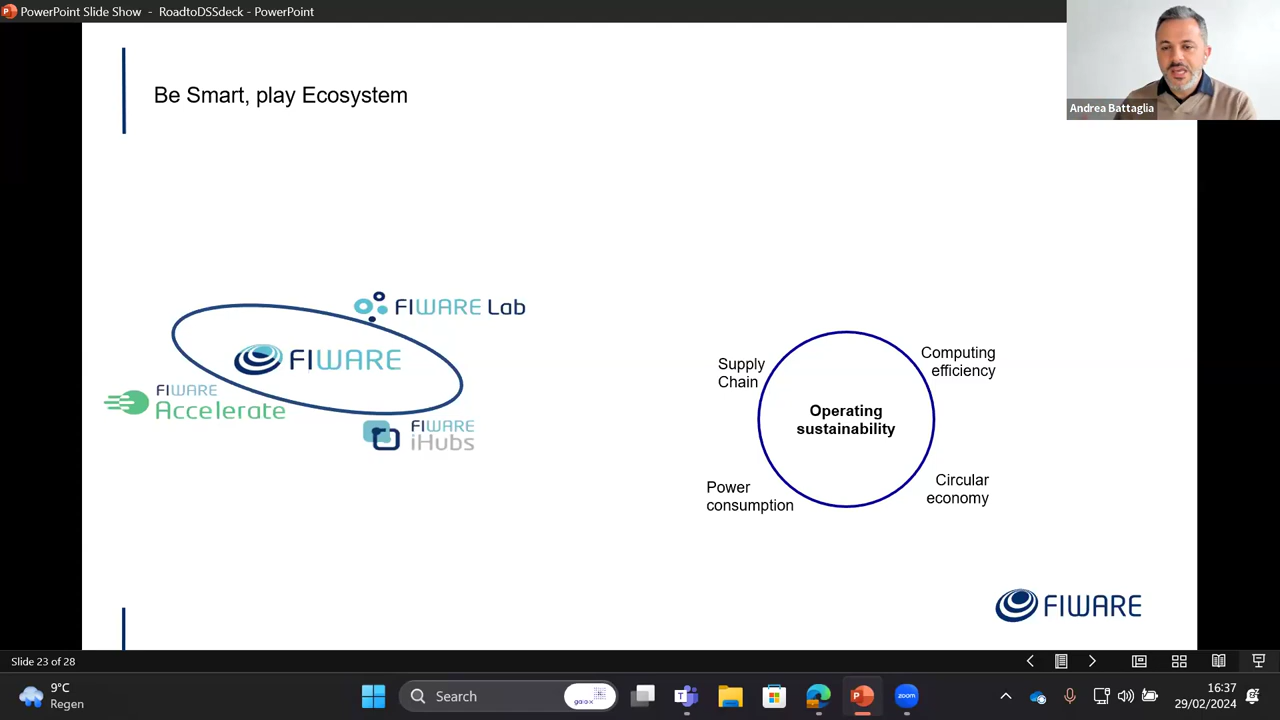 PowerPoint Slide Show - RoadtoDSSdeck - PowerPoint
Andrea Battaglia
Be Smart, play Ecosystem
FIWARE Lab
FIWARE
FIWARE
Accelerate
FIWARE
iHubs
Supply
Chain
Computing
efficiency
Operating
sustainability
Power
consumption
Circular
economy
FIWARE
Slide 23 of 28
9°C
Regen
Search
gaiax
zoom
16:37
29/02/2024